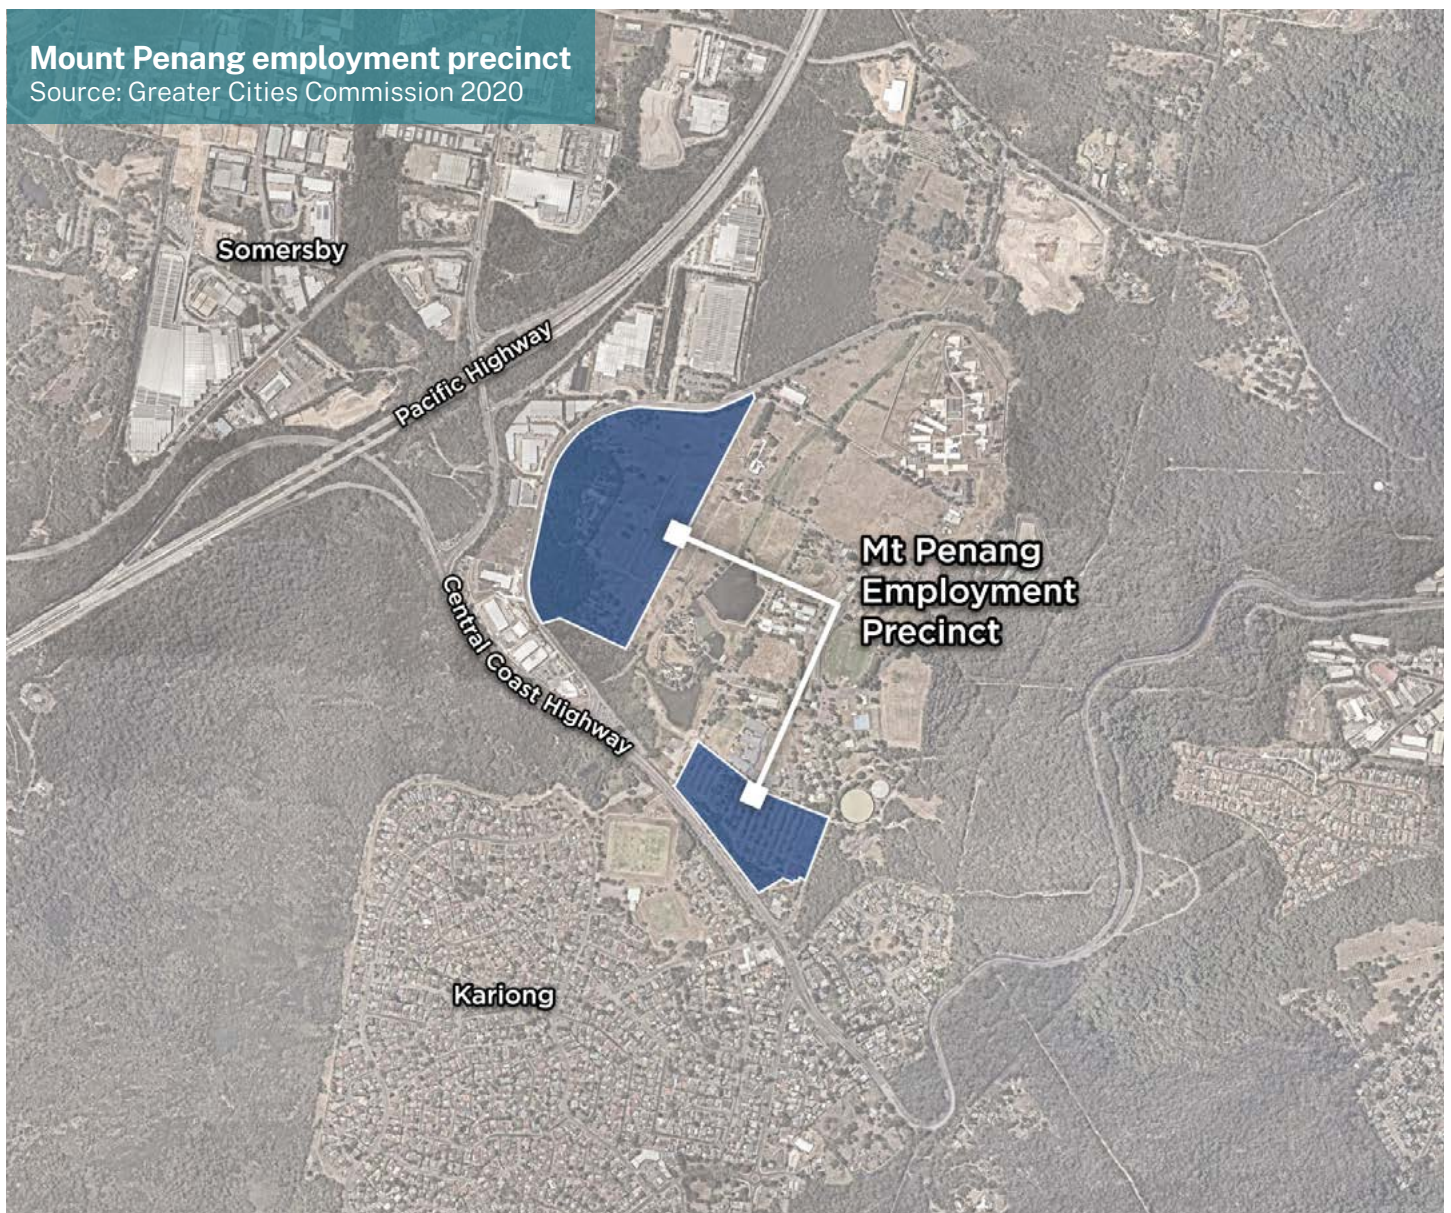 Mount Penang employment precinct
Source: Greater Cities Commission 2020
Somersby
Pacific Highway
Mt Penang
Employment
Precinct
Central Coast Highway
Kariong